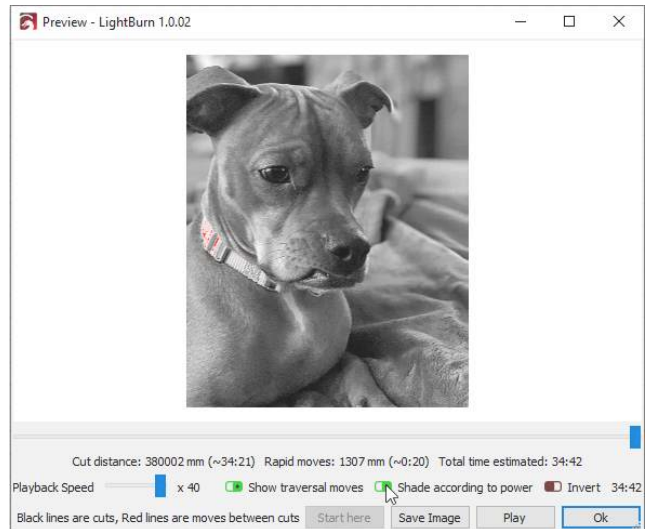 Preview - LightBurn 1.0.02
Cut distance: 380002 mm (~34:21) Rapid moves: 1307 mm (~0:20) Total time estimated: 34:42
Playback Speed x 40 Show traversal moves Shade according to power Invert 34:42
Black lines are cuts, Red lines are moves between cuts Start here Save Image Play Ok